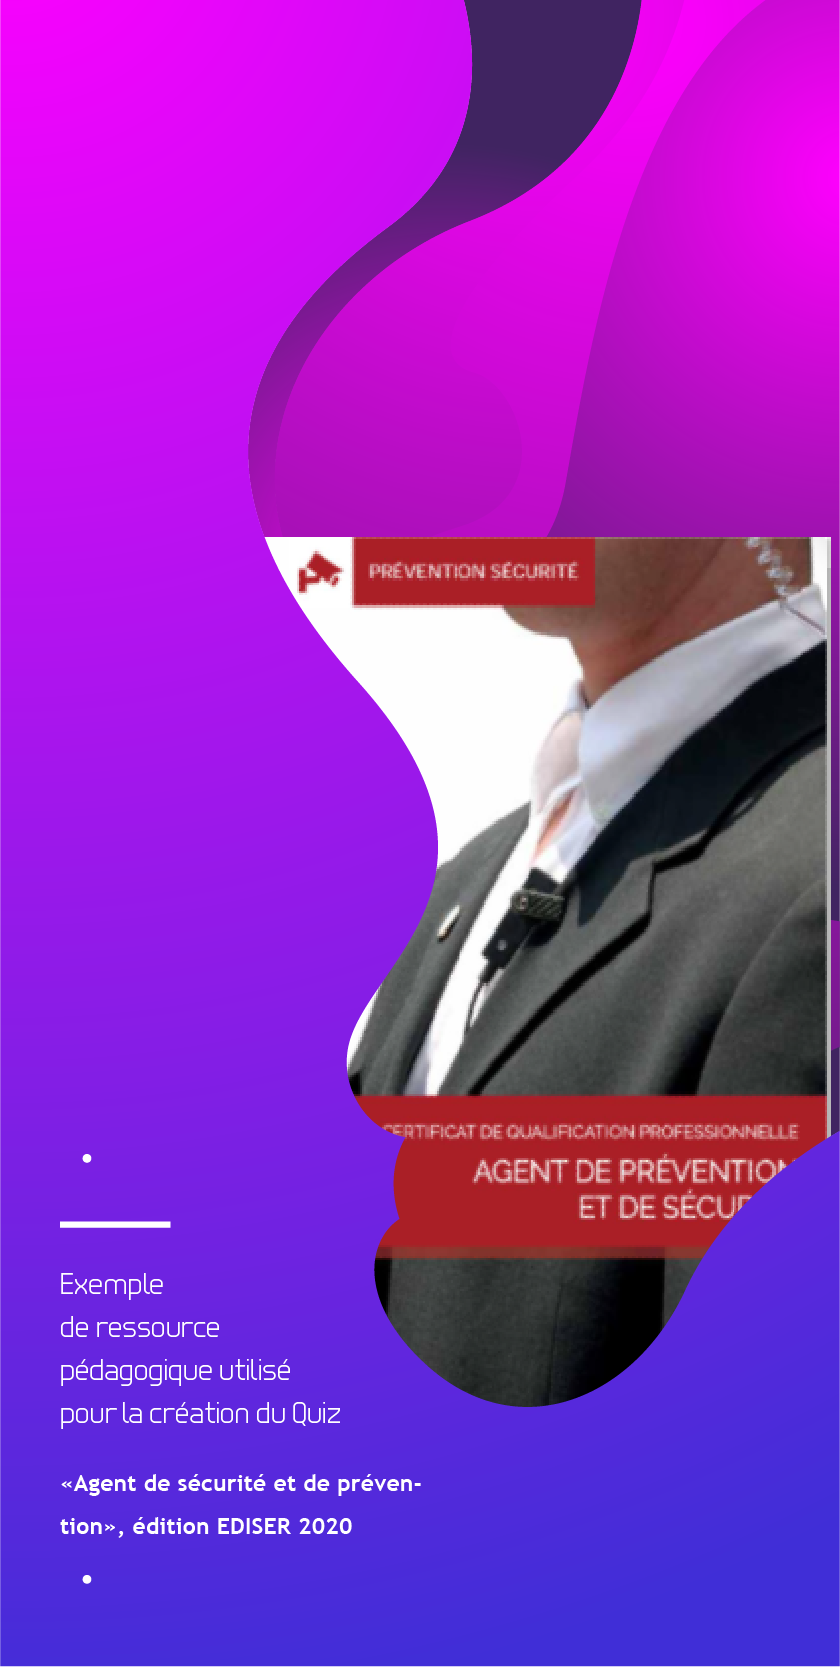 PRÉVENTION SÉCURITÉ
CERTIFICAT DE QUALIFICATION PROFESSIONNELLE
AGENT DE PRÉVENTION
ET DE
Exemple
de ressource
pédagogique utilisé
pour la création du Quiz
«Agent de sécurité et de préven-
tion», édition EDISER 2020